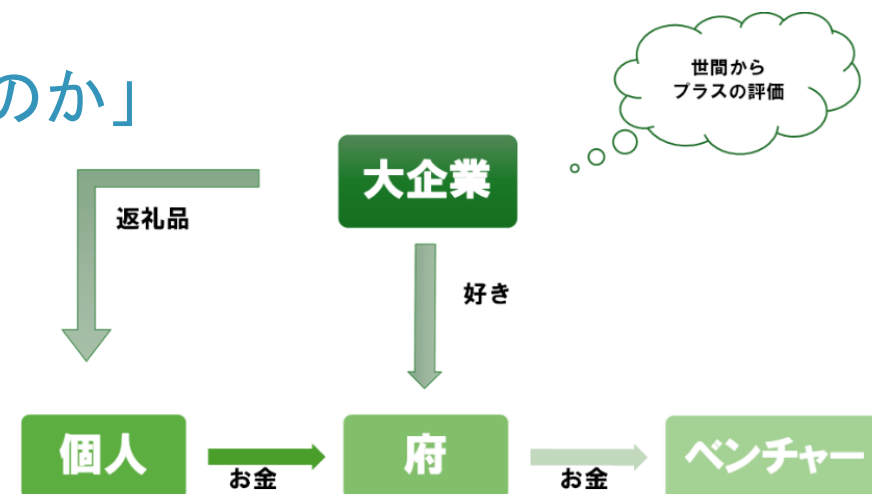 のか」
世間から
プラスの評価
大企業
返礼品
好き
個人
府
ベンチャー
お金
お金